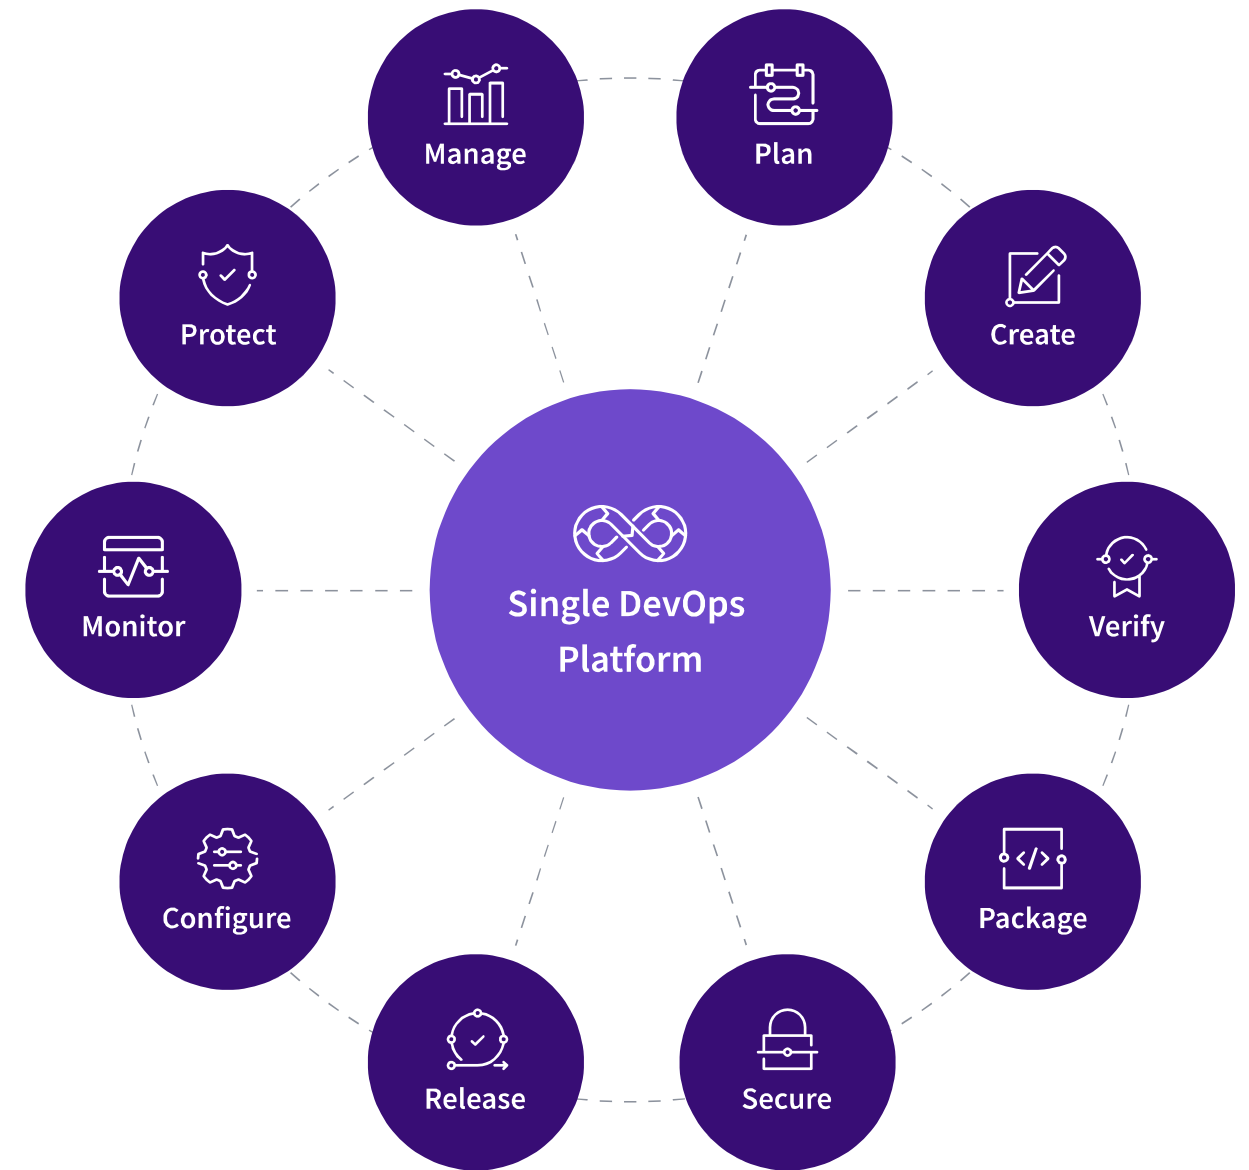 Manage
Plan
Protect
Create
Single DevOps
Platform
Monitor
Verify
Configure
Package
Release
Secure